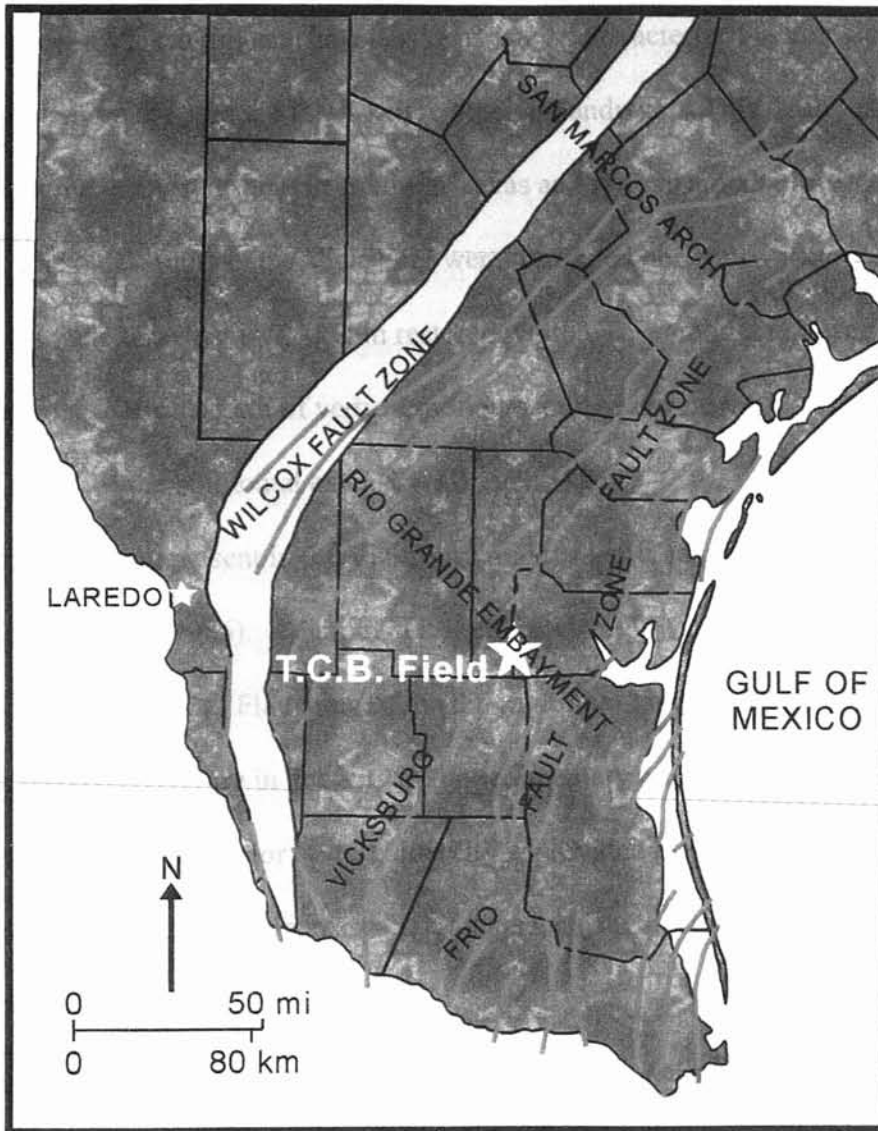 SAN MARCOS ARCH
WILCOX FAULT ZONE
FAULT ZONE
RIO GRANDE EMBAYMENT
LAREDO
ZONE
T.C.B. Field
GULF OF
MEXICO
FAULT
VICKSBURG
FRIO
N
0 50 mi
0 80 km